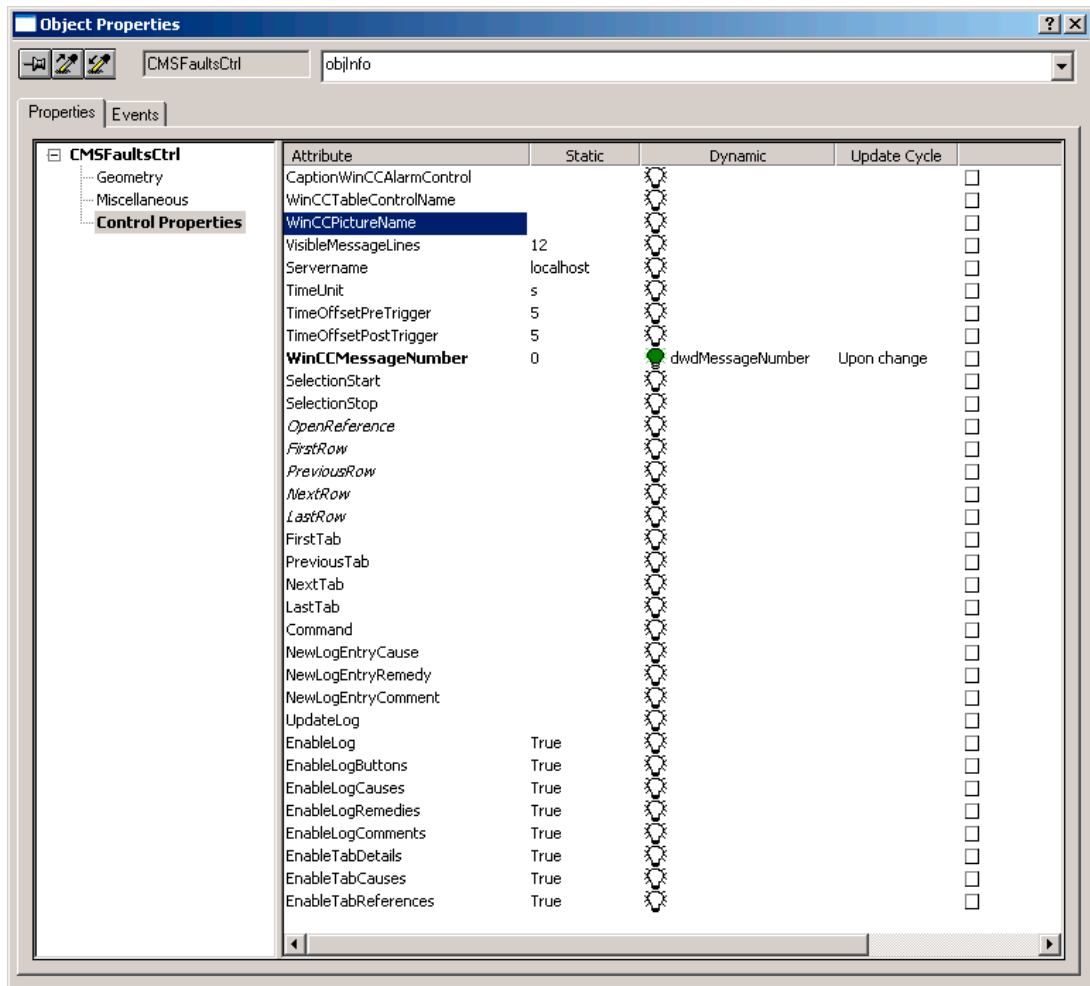 Object Properties
CMSFaultsCtrl objInfo
Properties Events
CMSFaultsCtrl
Geometry
Miscellaneous
Control Properties
Attribute Static Dynamic Update Cycle
CaptionWinCCAlarmControl
WinCCTableControlName
WinCCPictureName
VisibleMessageLines 12
Servername localhost
TimeUnit s
TimeOffsetPreTrigger 5
TimeOffsetPostTrigger 5
WinCCMessageNumber 0 dwdMessageNumber Upon change
SelectionStart
SelectionStop
OpenReference
FirstRow
PreviousRow
NextRow
LastRow
FirstTab
PreviousTab
NextTab
LastTab
Command
NewLogEntryCause
NewLogEntryRemedy
NewLogEntryComment
UpdateLog
EnableLog True
EnableLogButtons True
EnableLogCauses True
EnableLogRemedies True
EnableLogComments True
EnableTabDetails True
EnableTabCauses True
EnableTabReferences True